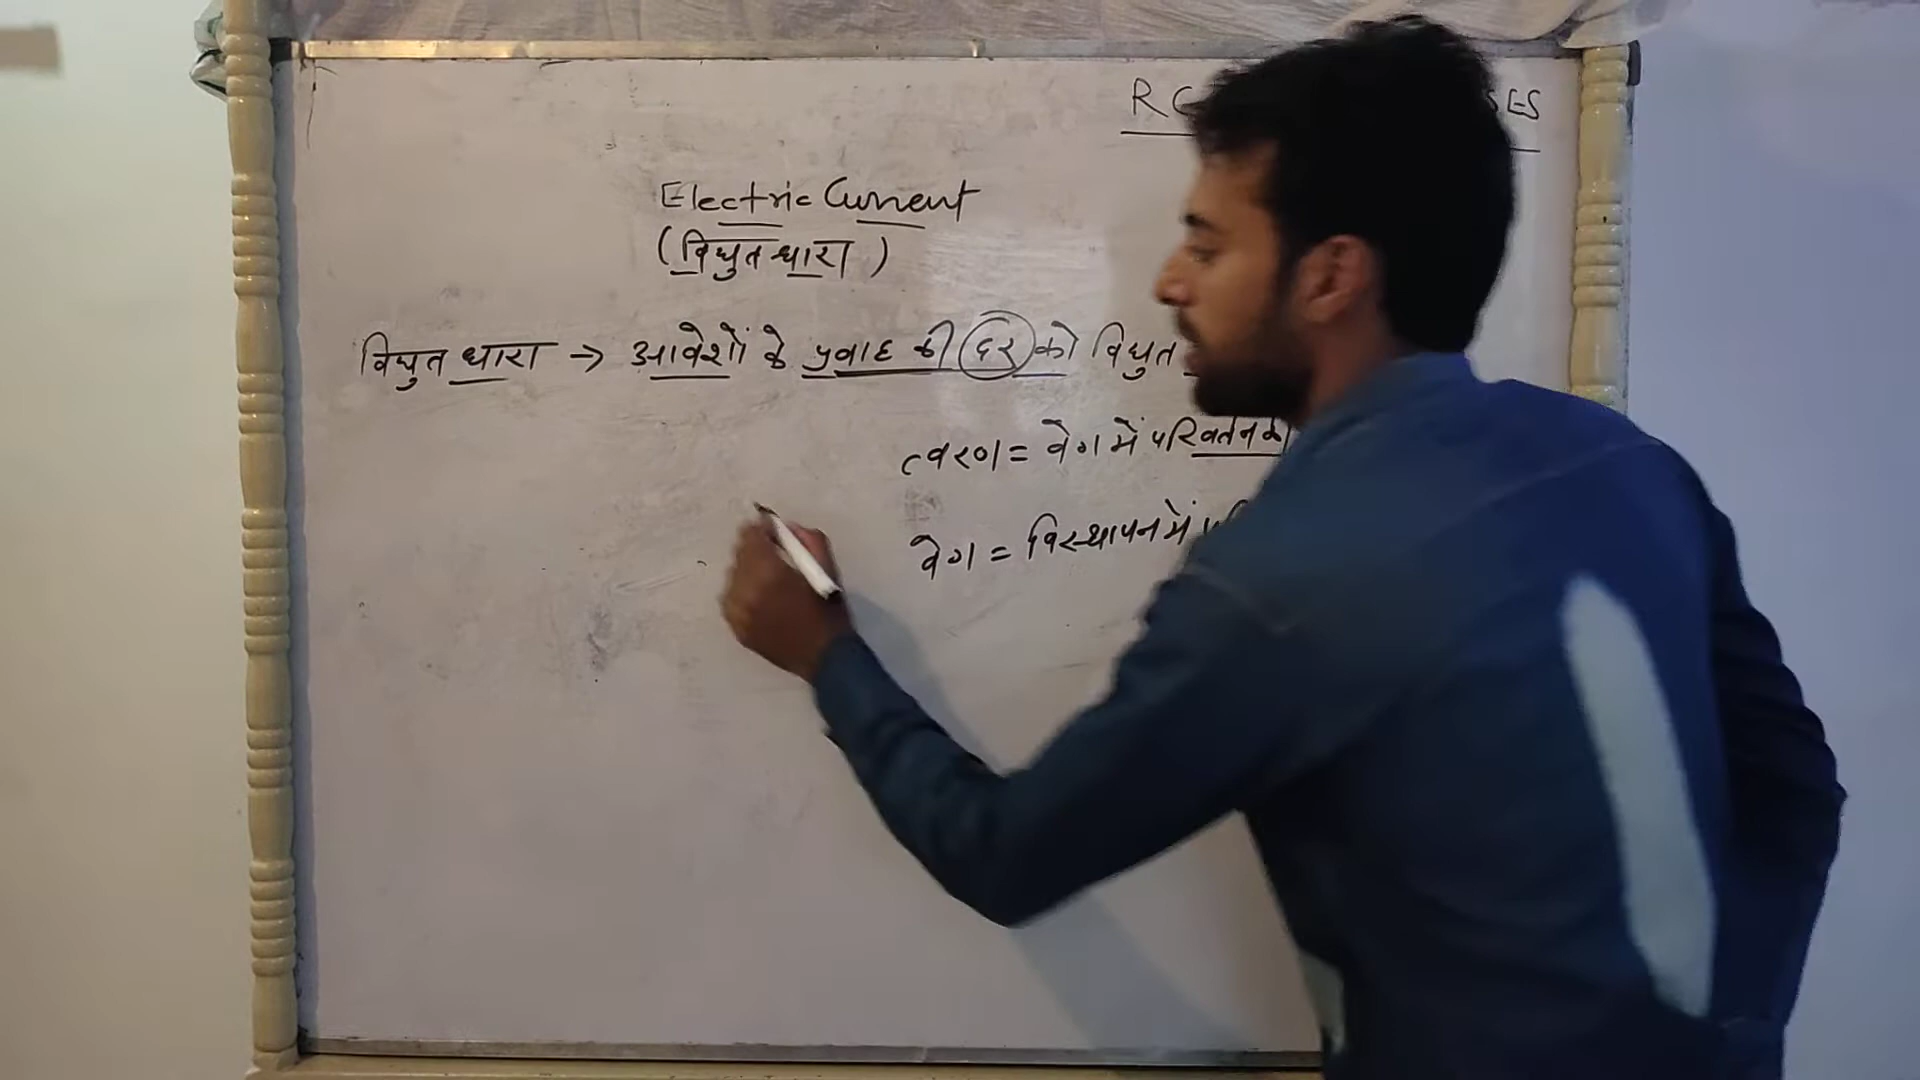 RC SES
Electric Current
(विद्युत धारा)
विद्युत धारा → आवेशों के प्रवाह की दर को विद्युत
त्वरण = वेग में परिवर्तन की
वेग = विस्थापन में